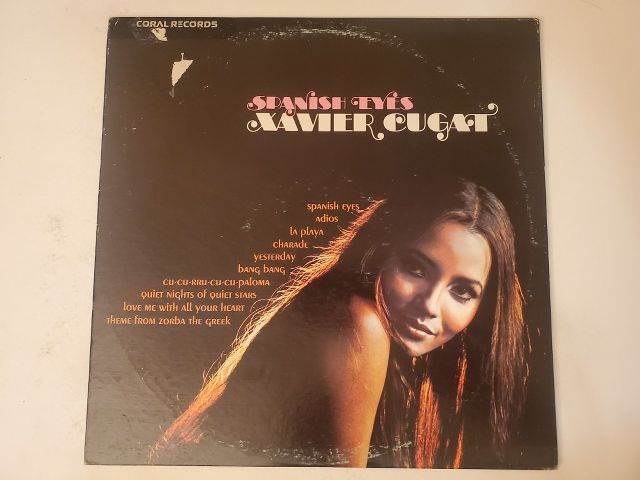 CORAL RECORDS
SPANISH EYES
XAVIER CUGAT
SPANISH EYES
ADIOS
LA PLAYA
CHARADE
YESTERDAY
BANG BANG
CU-CU-RRU-CU-CU-PALOMA
QUIET NIGHTS OF QUIET STARS
LOVE ME WITH ALL YOUR HEART
THEME FROM ZORBA THE GREEK